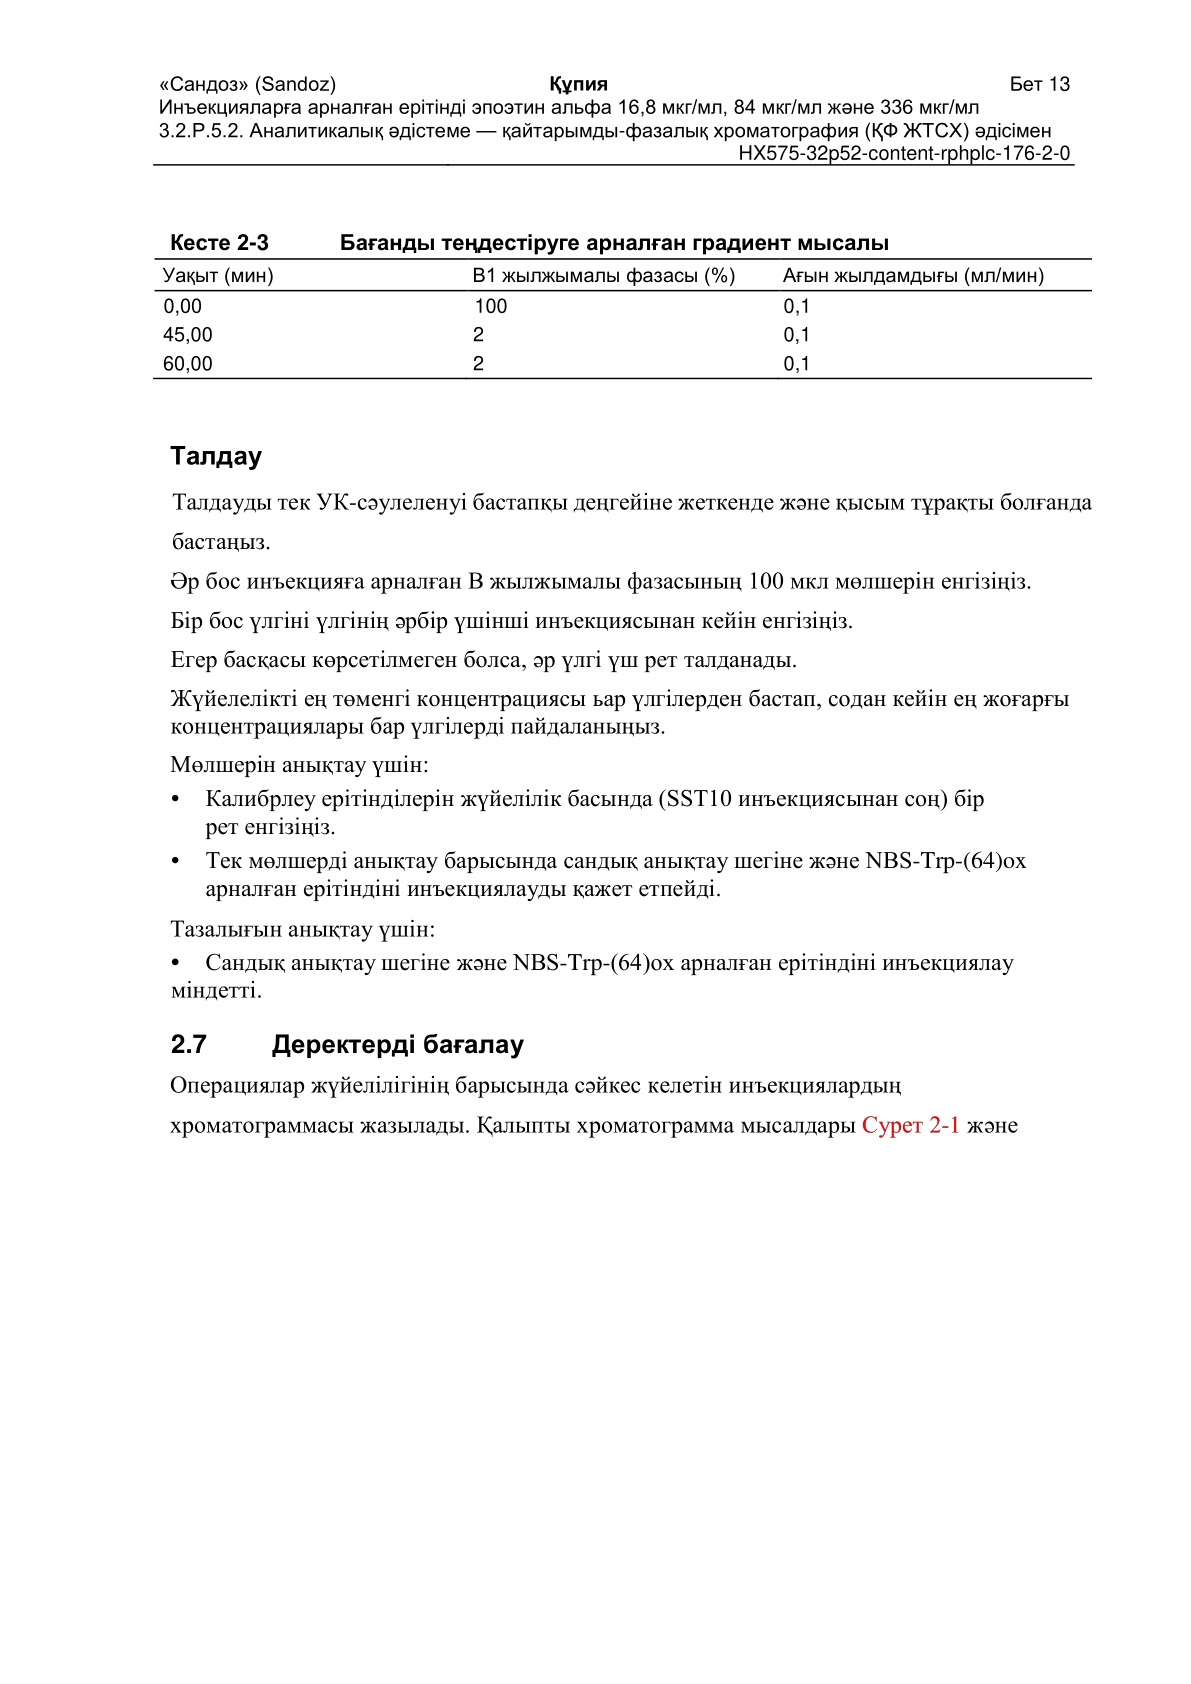 «Сандоз» (Sandoz) Құпия Бет 13
Инъекцияларға арналған ерітінді эпоэтин альфа 16,8 мкг/мл, 84 мкг/мл және 336 мкг/мл
3.2.P.5.2. Аналитикалық әдістеме — қайтарымды-фазалық хроматография (ҚФ ЖТСХ) әдісімен
HX575-32p52-content-rphplc-176-2-0
Кесте 2-3 Бағанды теңдестіруге арналған градиент мысалы
Уақыт (мин) В1 жылжымалы фазасы (%) Ағын жылдамдығы (мл/мин)
0,00 100 0,1
45,00 2 0,1
60,00 2 0,1
Талдау
Талдауды тек УК-сәулеленуі бастапқы деңгейіне жеткенде және қысым тұрақты болғанда
бастаңыз.
Әр бос инъекцияға арналған В жылжымалы фазасының 100 мкл мөлшерін енгізіңіз.
Бір бос үлгіні үлгінің әрбір үшінші инъекциясынан кейін енгізіңіз.
Егер басқасы көрсетілмеген болса, әр үлгі үш рет талданады.
Жүйелелікті ең төменгі концентрациясы ьар үлгілерден бастап, содан кейін ең жоғарғы
концентрациялары бар үлгілерді пайдаланыңыз.
Мөлшерін анықтау үшін:
• Калибрлеу ерітінділерін жүйелілік басында (SST10 инъекциясынан соң) бір
рет енгізіңіз.
• Тек мөлшерді анықтау барысында сандық анықтау шегіне және NBS-Trp-(64)ox
арналған ерітіндіні инъекциялауды қажет етпейді.
Тазалығын анықтау үшін:
• Сандық анықтау шегіне және NBS-Trp-(64)ox арналған ерітіндіні инъекциялау
міндетті.
2.7 Деректерді бағалау
Операциялар жүйелілігінің барысында сәйкес келетін инъекциялардың
хроматограммасы жазылады. Қалыпты хроматограмма мысалдары Сурет 2-1 және